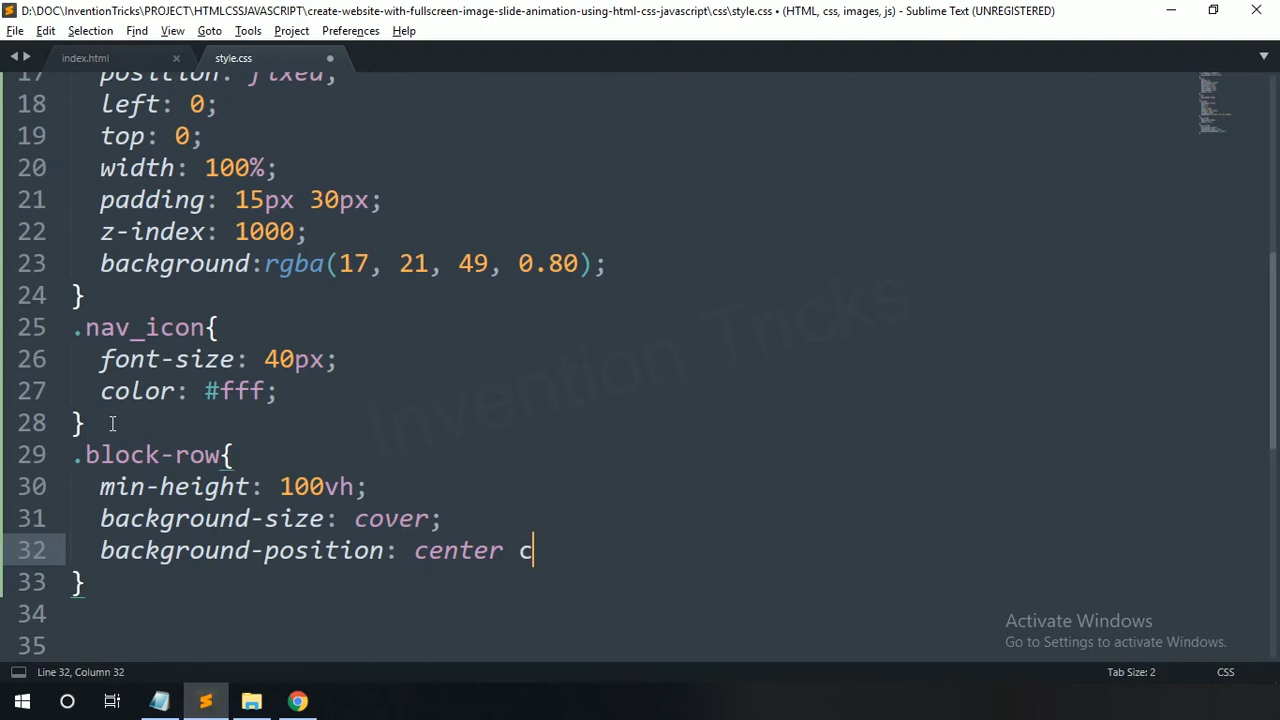 D:\DOC\InventionTricks\PROJECT\HTMLCSSJAVASCRIPT\create-website-with-fullscreen-image-slide-animation-using-html-css-javascript\css\style.css • (HTML, css, images, js) - Sublime Text (UNREGISTERED)
File Edit Selection Find View Goto Tools Project Preferences Help
index.html style.css
17 position: fixed;
18 left: 0;
19 top: 0;
20 width: 100%;
21 padding: 15px 30px;
22 z-index: 1000;
23 background:rgba(17, 21, 49, 0.80);
24 }
25 .nav_icon{
26 font-size: 40px;
27 color: #fff;
28 }
29 .block-row{
30 min-height: 100vh;
31 background-size: cover;
32 background-position: center c
33 }
34
35
Invention Tricks
Activate Windows
Go to Settings to activate Windows.
Line 32, Column 32 Tab Size: 2 CSS